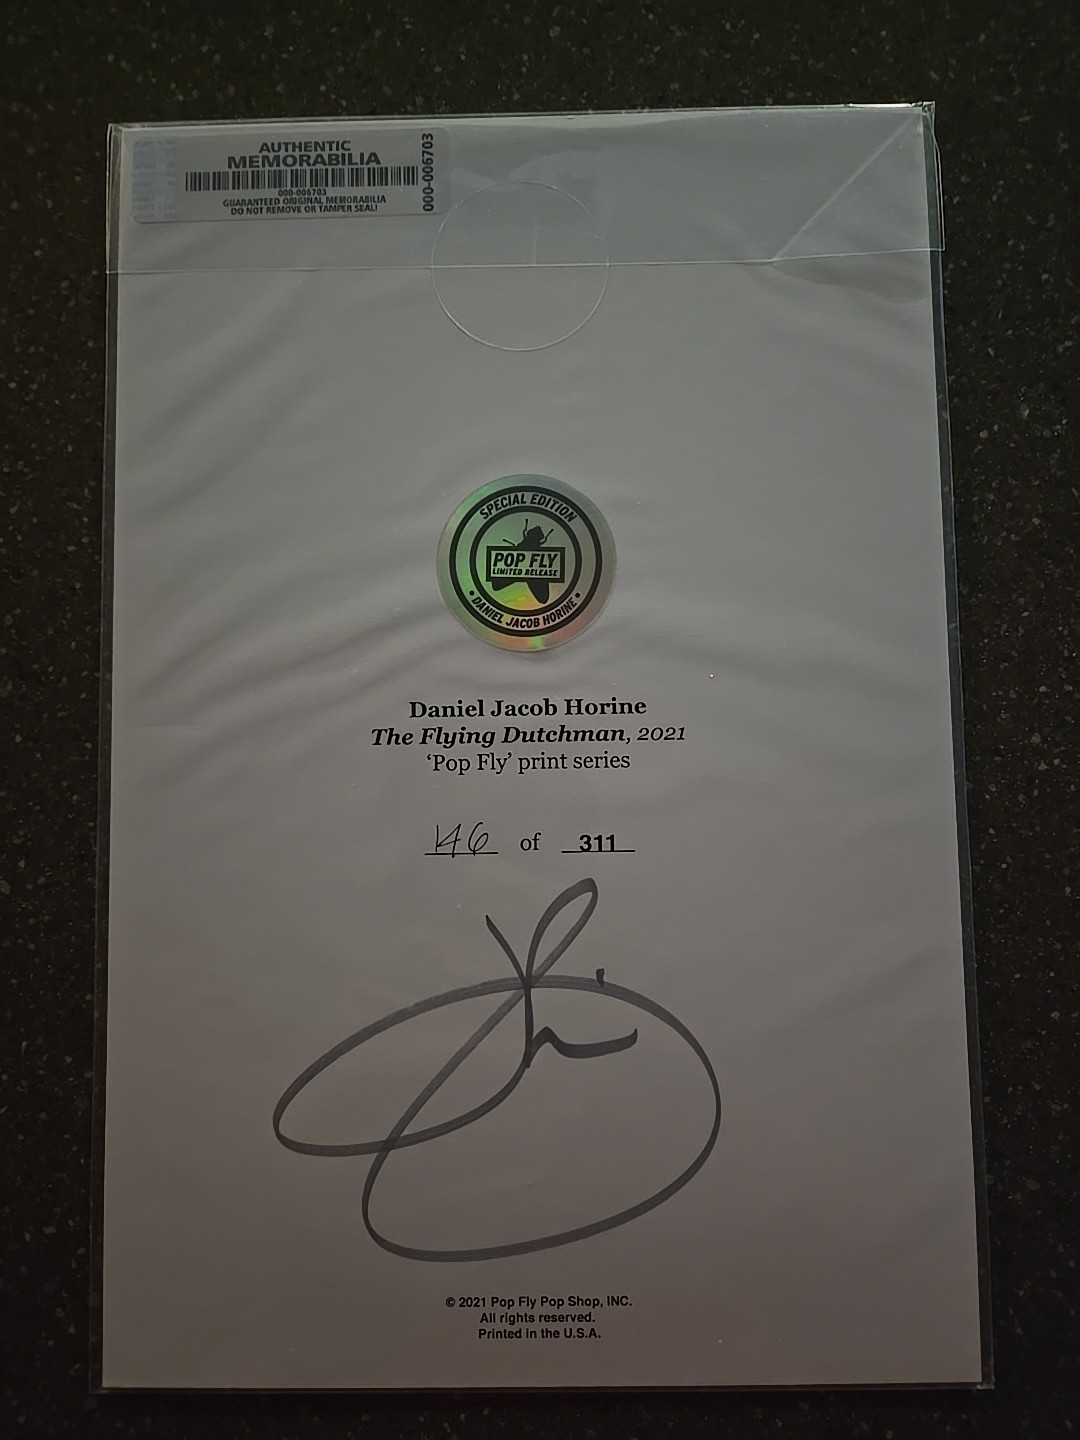 AUTHENTIC
MEMORABILIA
000-006703
000-006703
GUARANTEED ORIGINAL MEMORABILIA
DO NOT REMOVE OR TAMPER SEAL!
SPECIAL EDITION
POP FLY
LIMITED RELEASE
• DANIEL JACOB HORINE •
Daniel Jacob Horine
The Flying Dutchman, 2021
‘Pop Fly’ print series
146 of 311
© 2021 Pop Fly Pop Shop, INC.
All rights reserved.
Printed in the U.S.A.